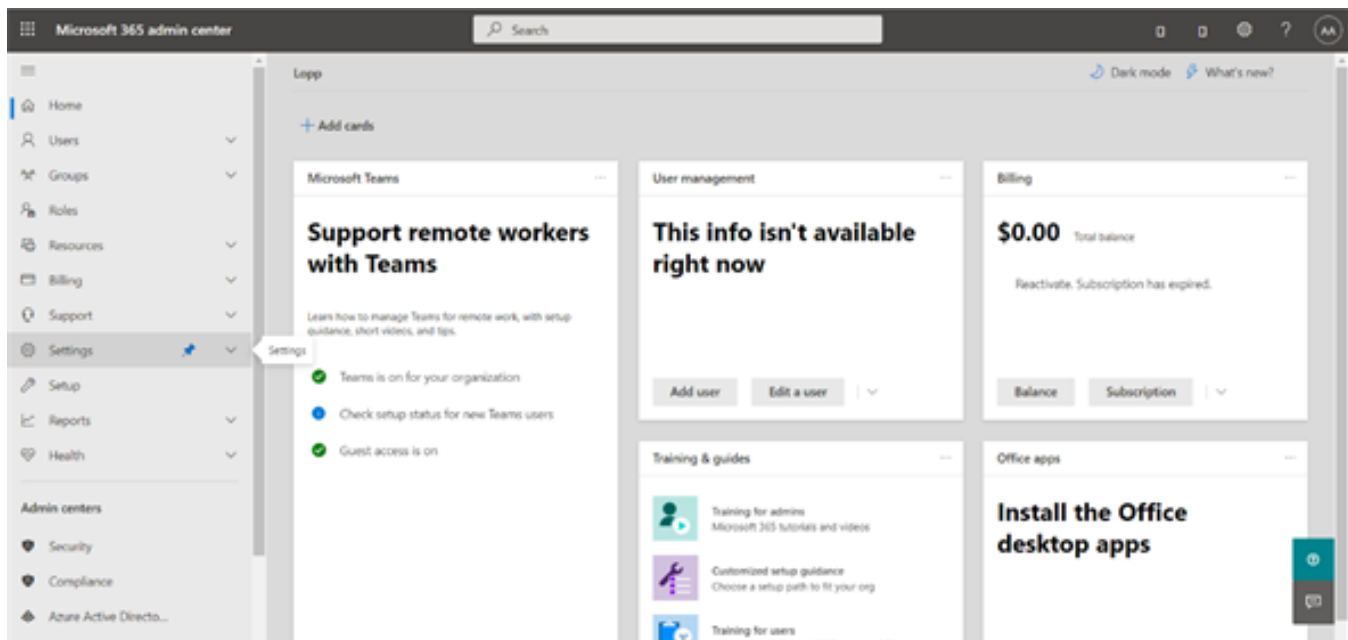 Microsoft 365 admin center
Search
? AA
Home
Users
Groups
Roles
Resources
Billing
Support
Settings
Setup
Reports
Health
Admin centers
Security
Compliance
Azure Active Directo...
Settings
Lopp
Dark mode
What's new?
+ Add cards
Microsoft Teams
Support remote workers
with Teams
Learn how to manage Teams for remote work, with setup
guidance, short videos, and tips.
Teams is on for your organization
Check setup status for new Teams users
Guest access is on
User management
This info isn't available
right now
Add user
Edit a user
Billing
$0.00 Total balance
Reactivate. Subscription has expired.
Balance
Subscription
Training & guides
Training for admins
Microsoft 365 tutorials and videos
Customized setup guidance
Choose a setup path to fit your org
Training for users
Office apps
Install the Office
desktop apps